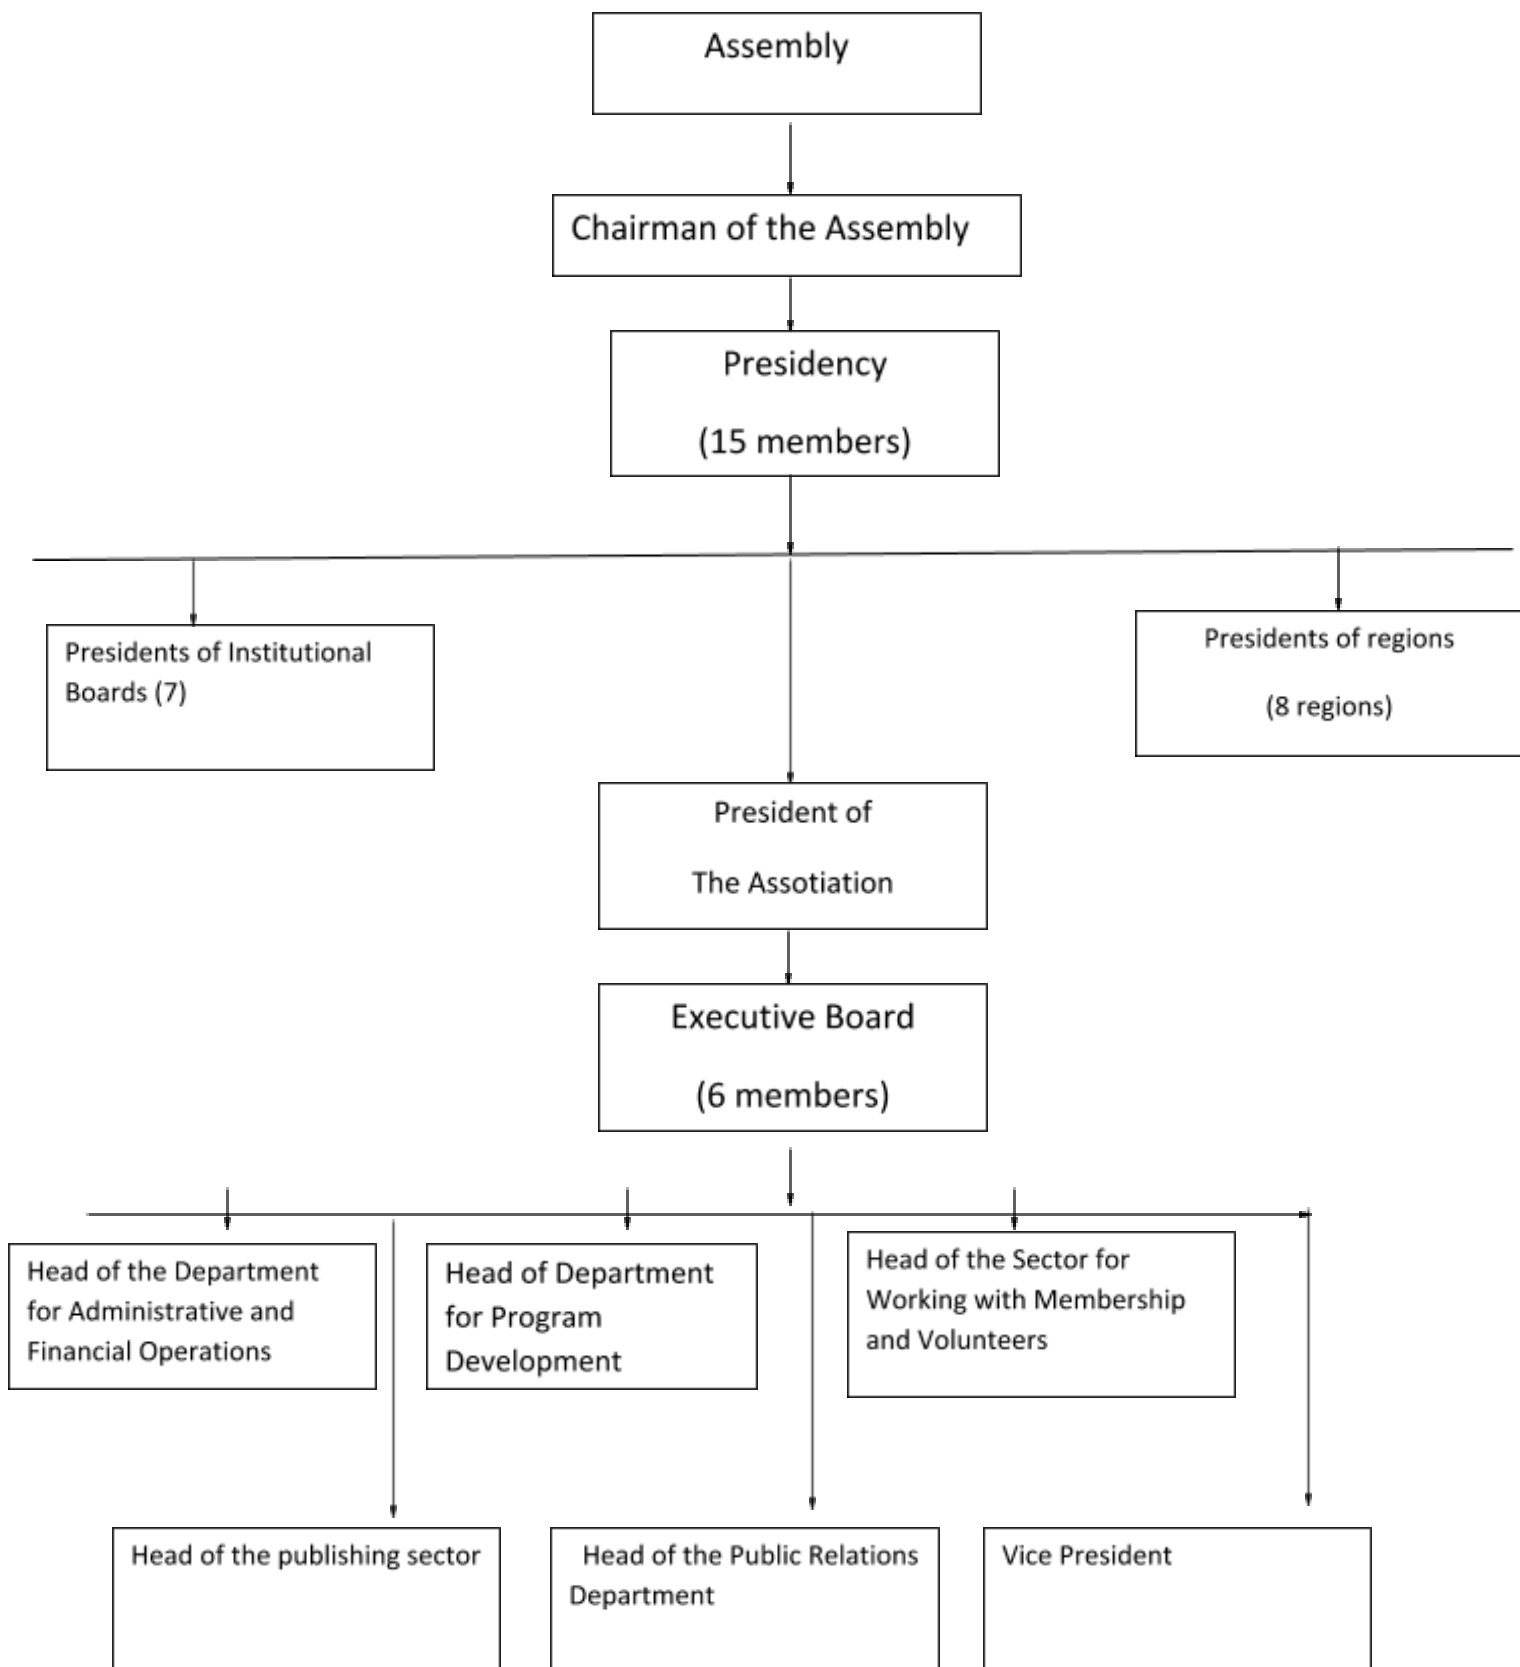 Assembly
Chairman of the Assembly
Presidency
(15 members)
Presidents of Institutional
Boards (7)
Presidents of regions
(8 regions)
President of
The Assotiation
Executive Board
(6 members)
Head of the Department
for Administrative and
Financial Operations
Head of Department
for Program
Development
Head of the Sector for
Working with Membership
and Volunteers
Head of the publishing sector
Head of the Public Relations
Department
Vice President